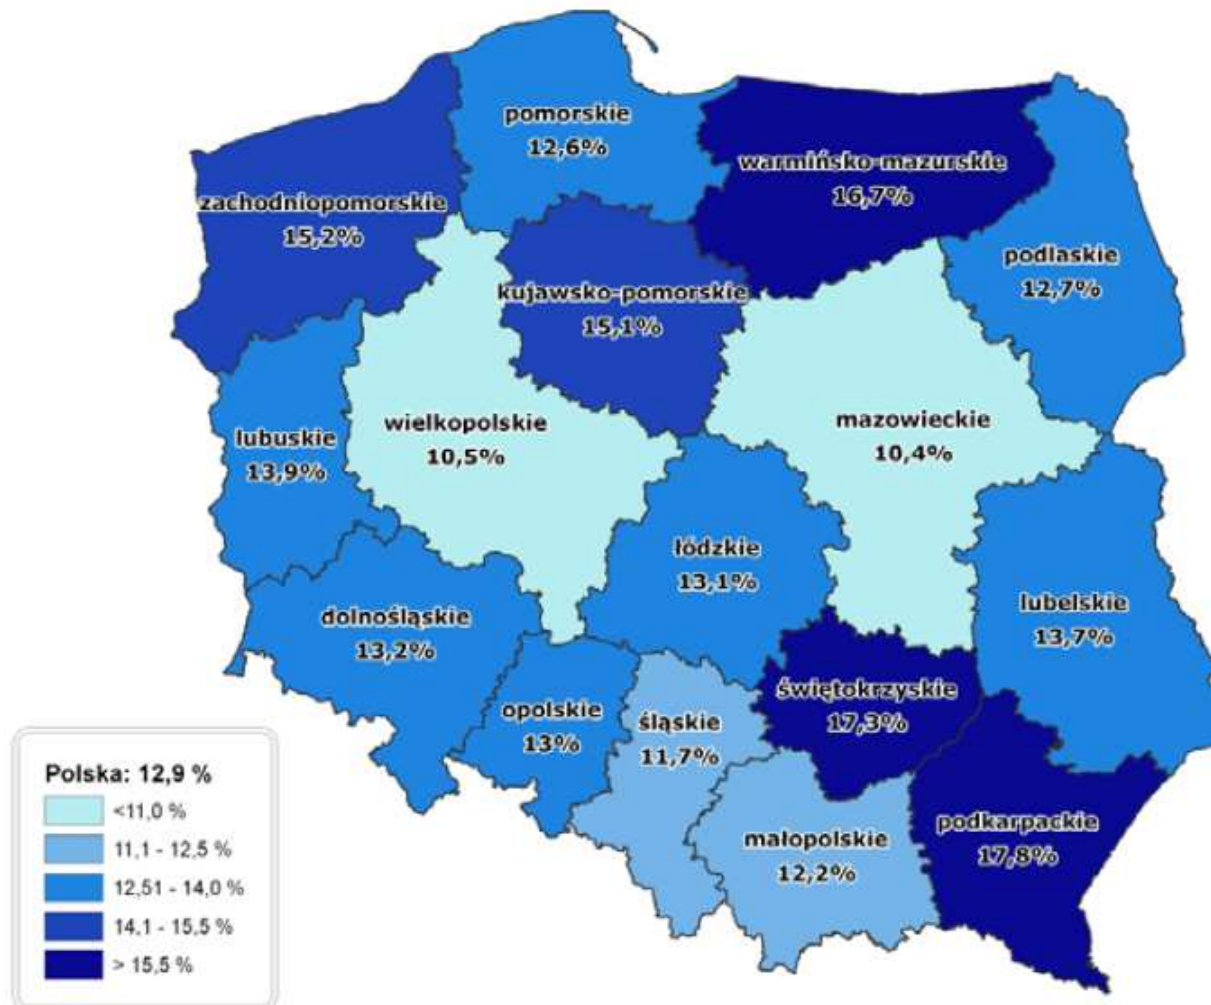 pomorskie
12,6%
warmińsko-mazurskie
16,7%
zachodniopomorskie
15,2%
podlaskie
12,7%
kujawsko-pomorskie
15,1%
wielkopolskie
10,5%
mazowieckie
10,4%
lubuskie
13,9%
łódzkie
13,1%
lubelskie
13,7%
dolnośląskie
13,2%
świętokrzyskie
17,3%
opolskie
13%
śląskie
11,7%
podkarpackie
17,8%
małopolskie
12,2%
Polska: 12,9 %
<11,0 %
11,1 - 12,5 %
12,51 - 14,0 %
14,1 - 15,5 %
> 15,5 %